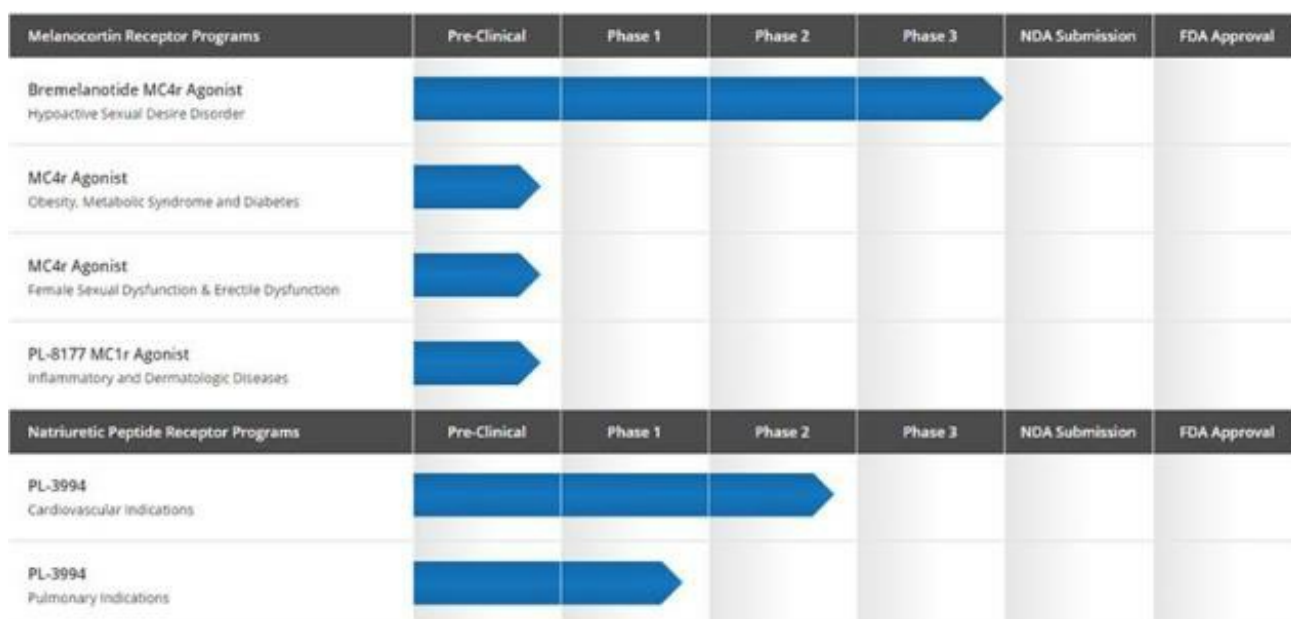 Melanocortin Receptor Programs Pre-Clinical Phase 1 Phase 2 Phase 3 NDA Submission FDA Approval
Bremelanotide MC4r Agonist
Hypoactive Sexual Desire Disorder
MC4r Agonist
Obesity, Metabolic Syndrome and Diabetes
MC4r Agonist
Female Sexual Dysfunction & Erectile Dysfunction
PL-8177 MC1r Agonist
Inflammatory and Dermatologic Diseases
Natriuretic Peptide Receptor Programs Pre-Clinical Phase 1 Phase 2 Phase 3 NDA Submission FDA Approval
PL-3994
Cardiovascular Indications
PL-3994
Pulmonary Indications